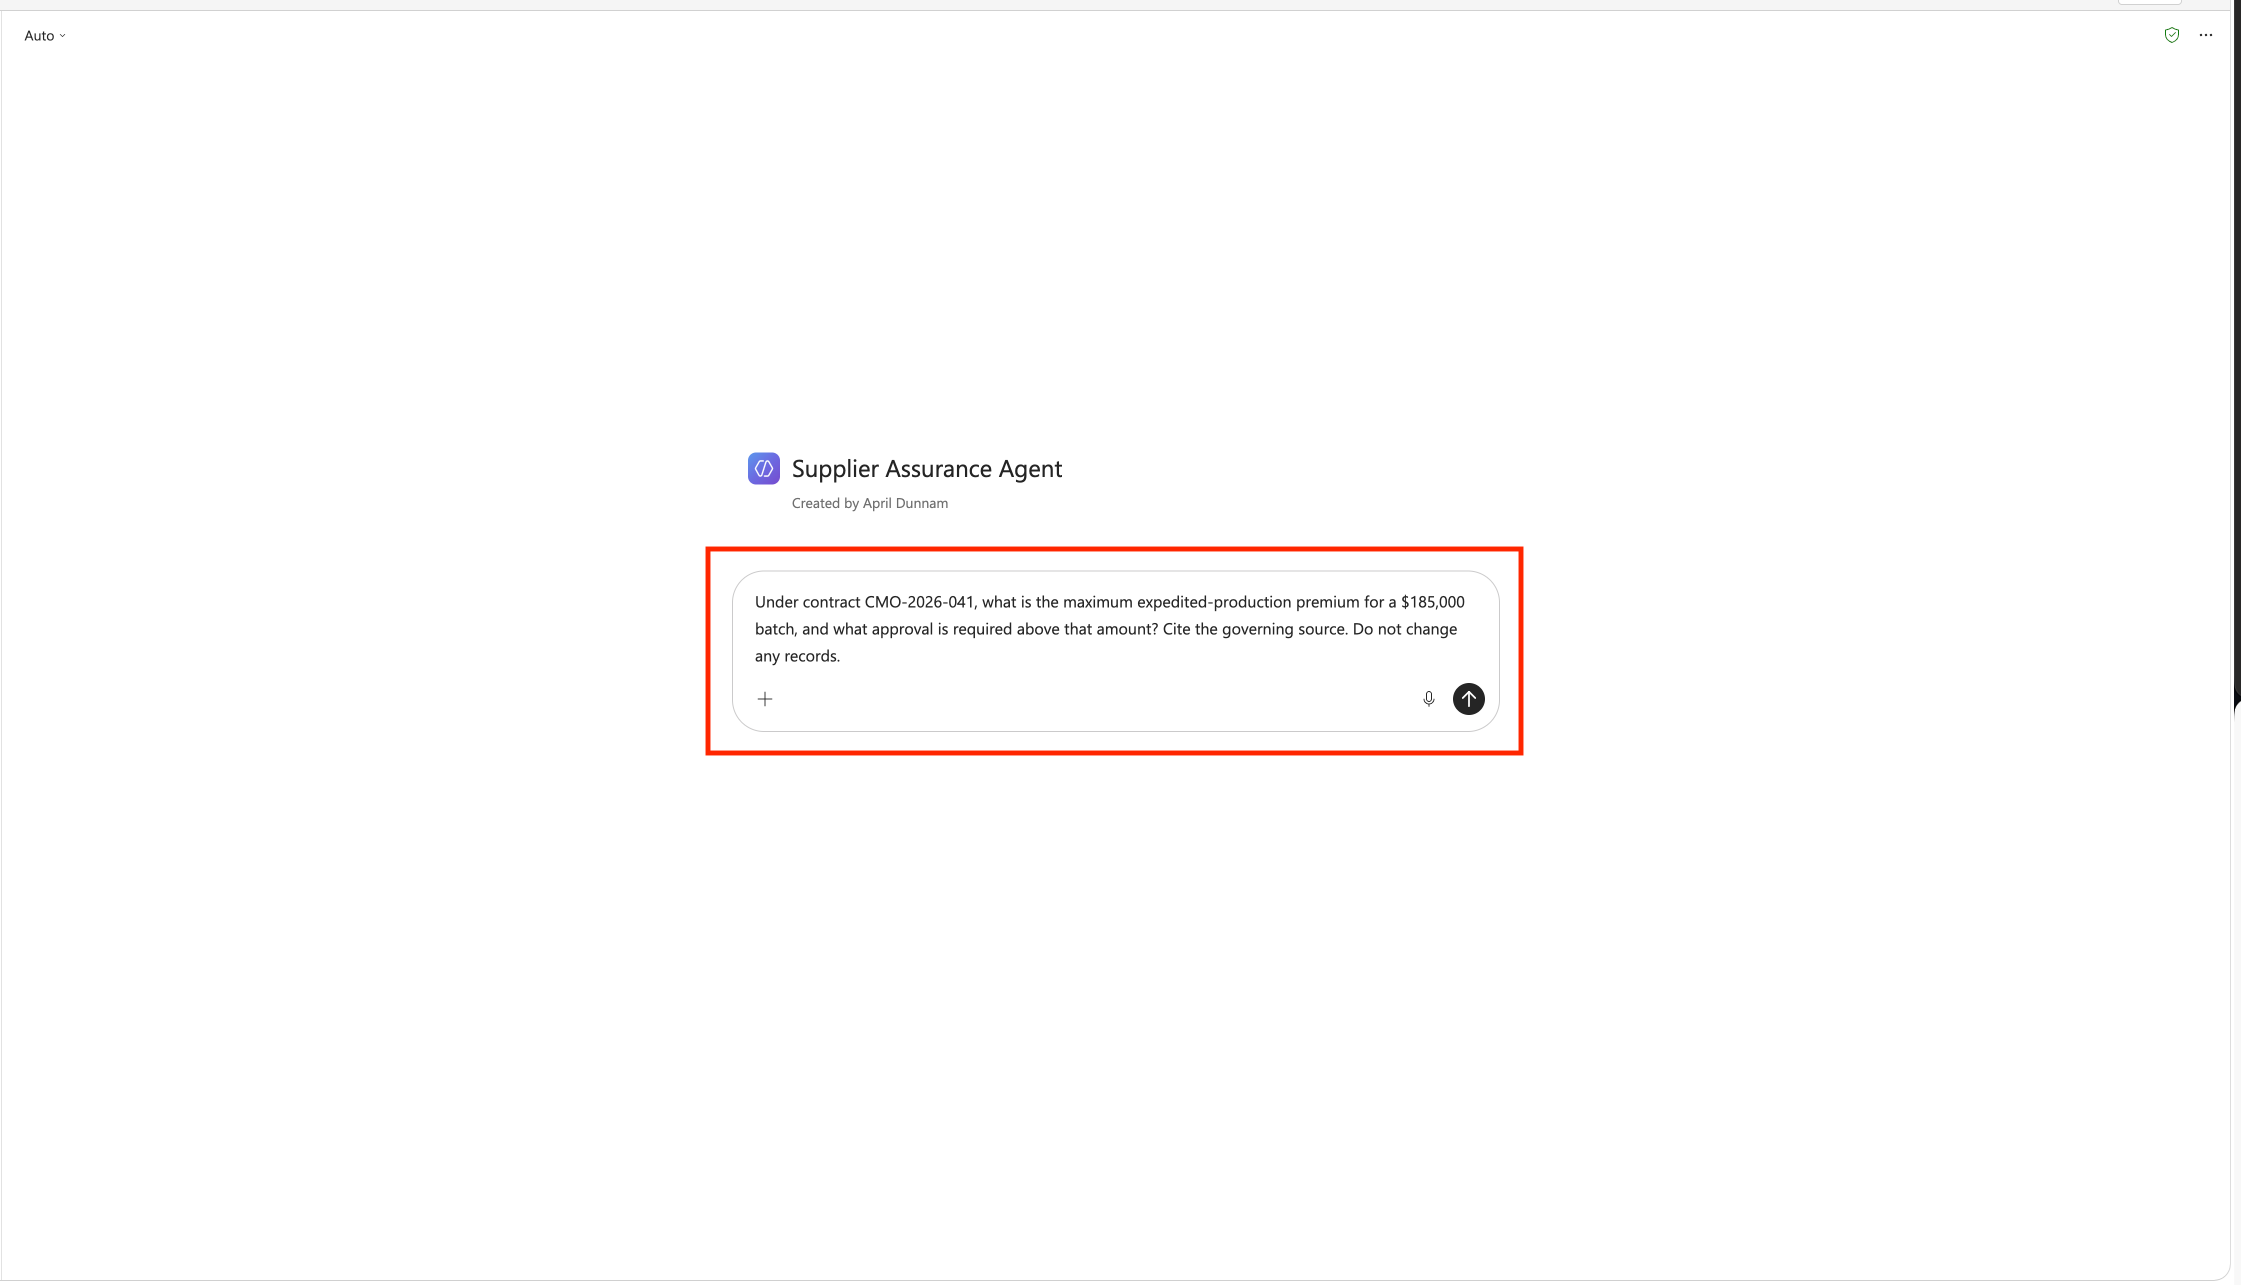 Auto
Supplier Assurance Agent
Created by April Dunnam
Under contract CMO-2026-041, what is the maximum expedited-production premium for a $185,000
batch, and what approval is required above that amount? Cite the governing source. Do not change
any records.